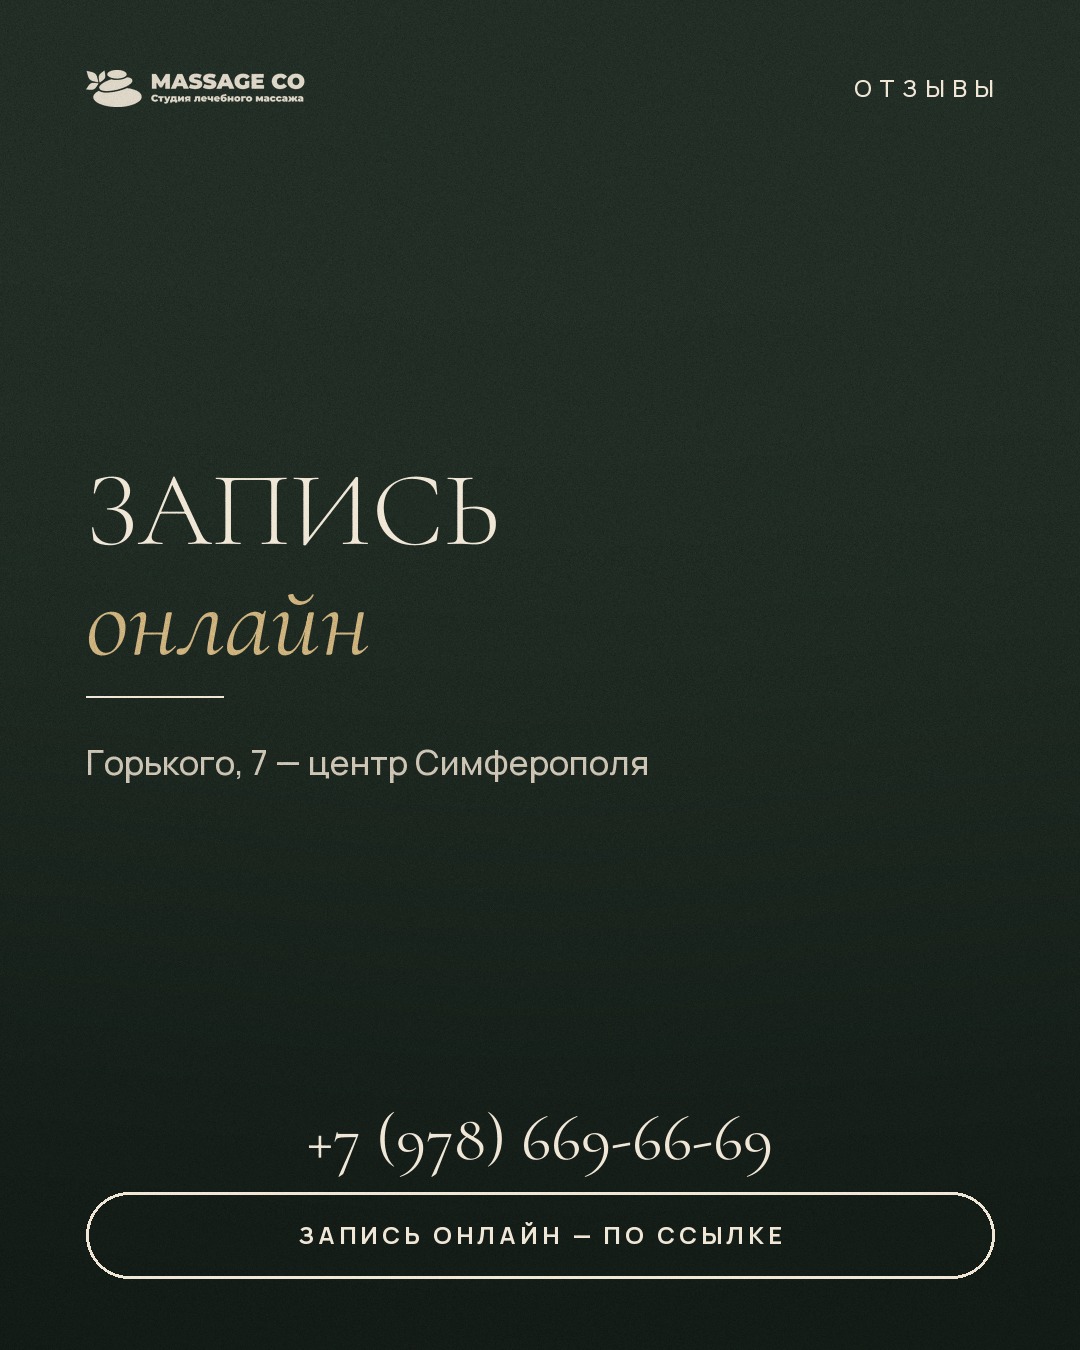 MASSAGE CO
Студия лечебного массажа
ОТЗЫВЫ
ЗАПИСЬ
онлайн
Горького, 7 — центр Симферополя
+7 (978) 669-66-69
ЗАПИСЬ ОНЛАЙН — ПО ССЫЛКЕ